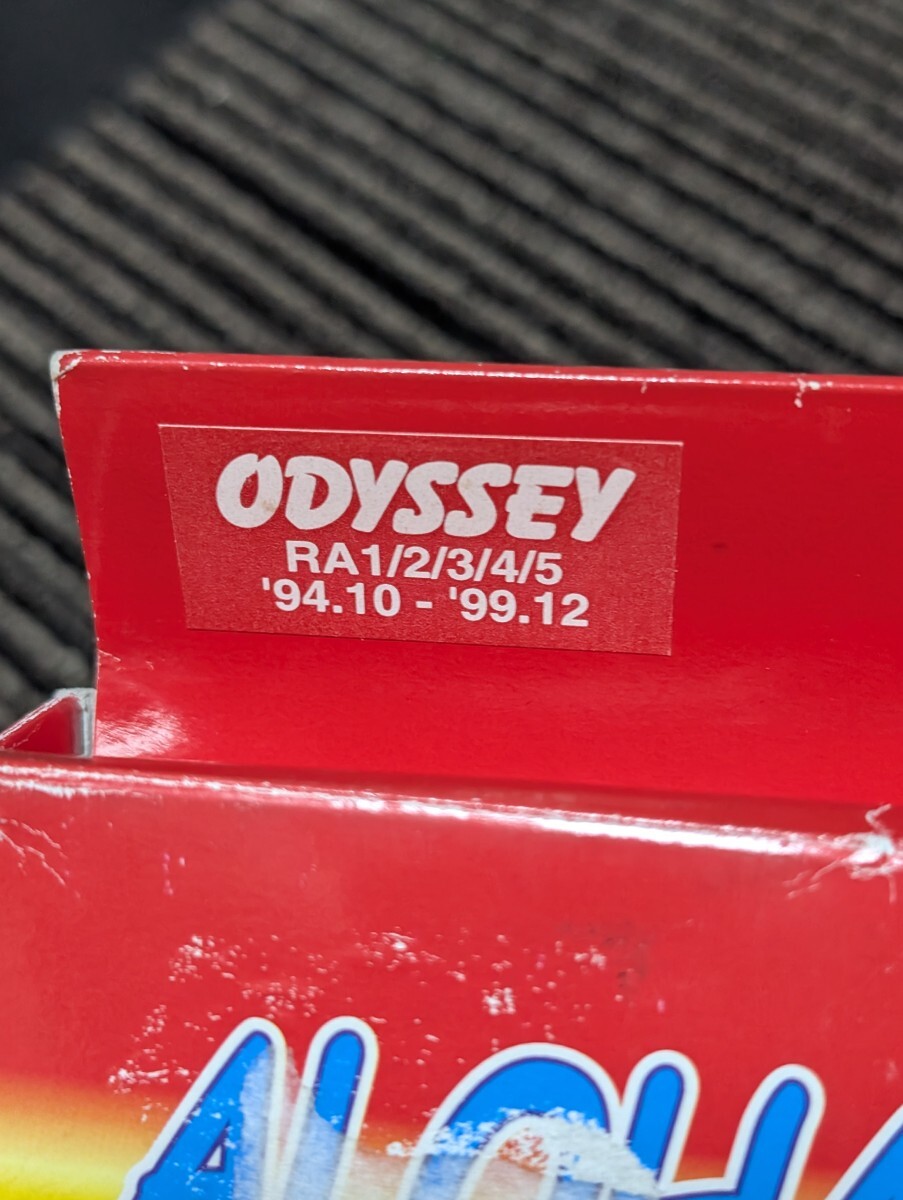 ODYSSEY
RA1/2/3/4/5
'94.10 - '99.12